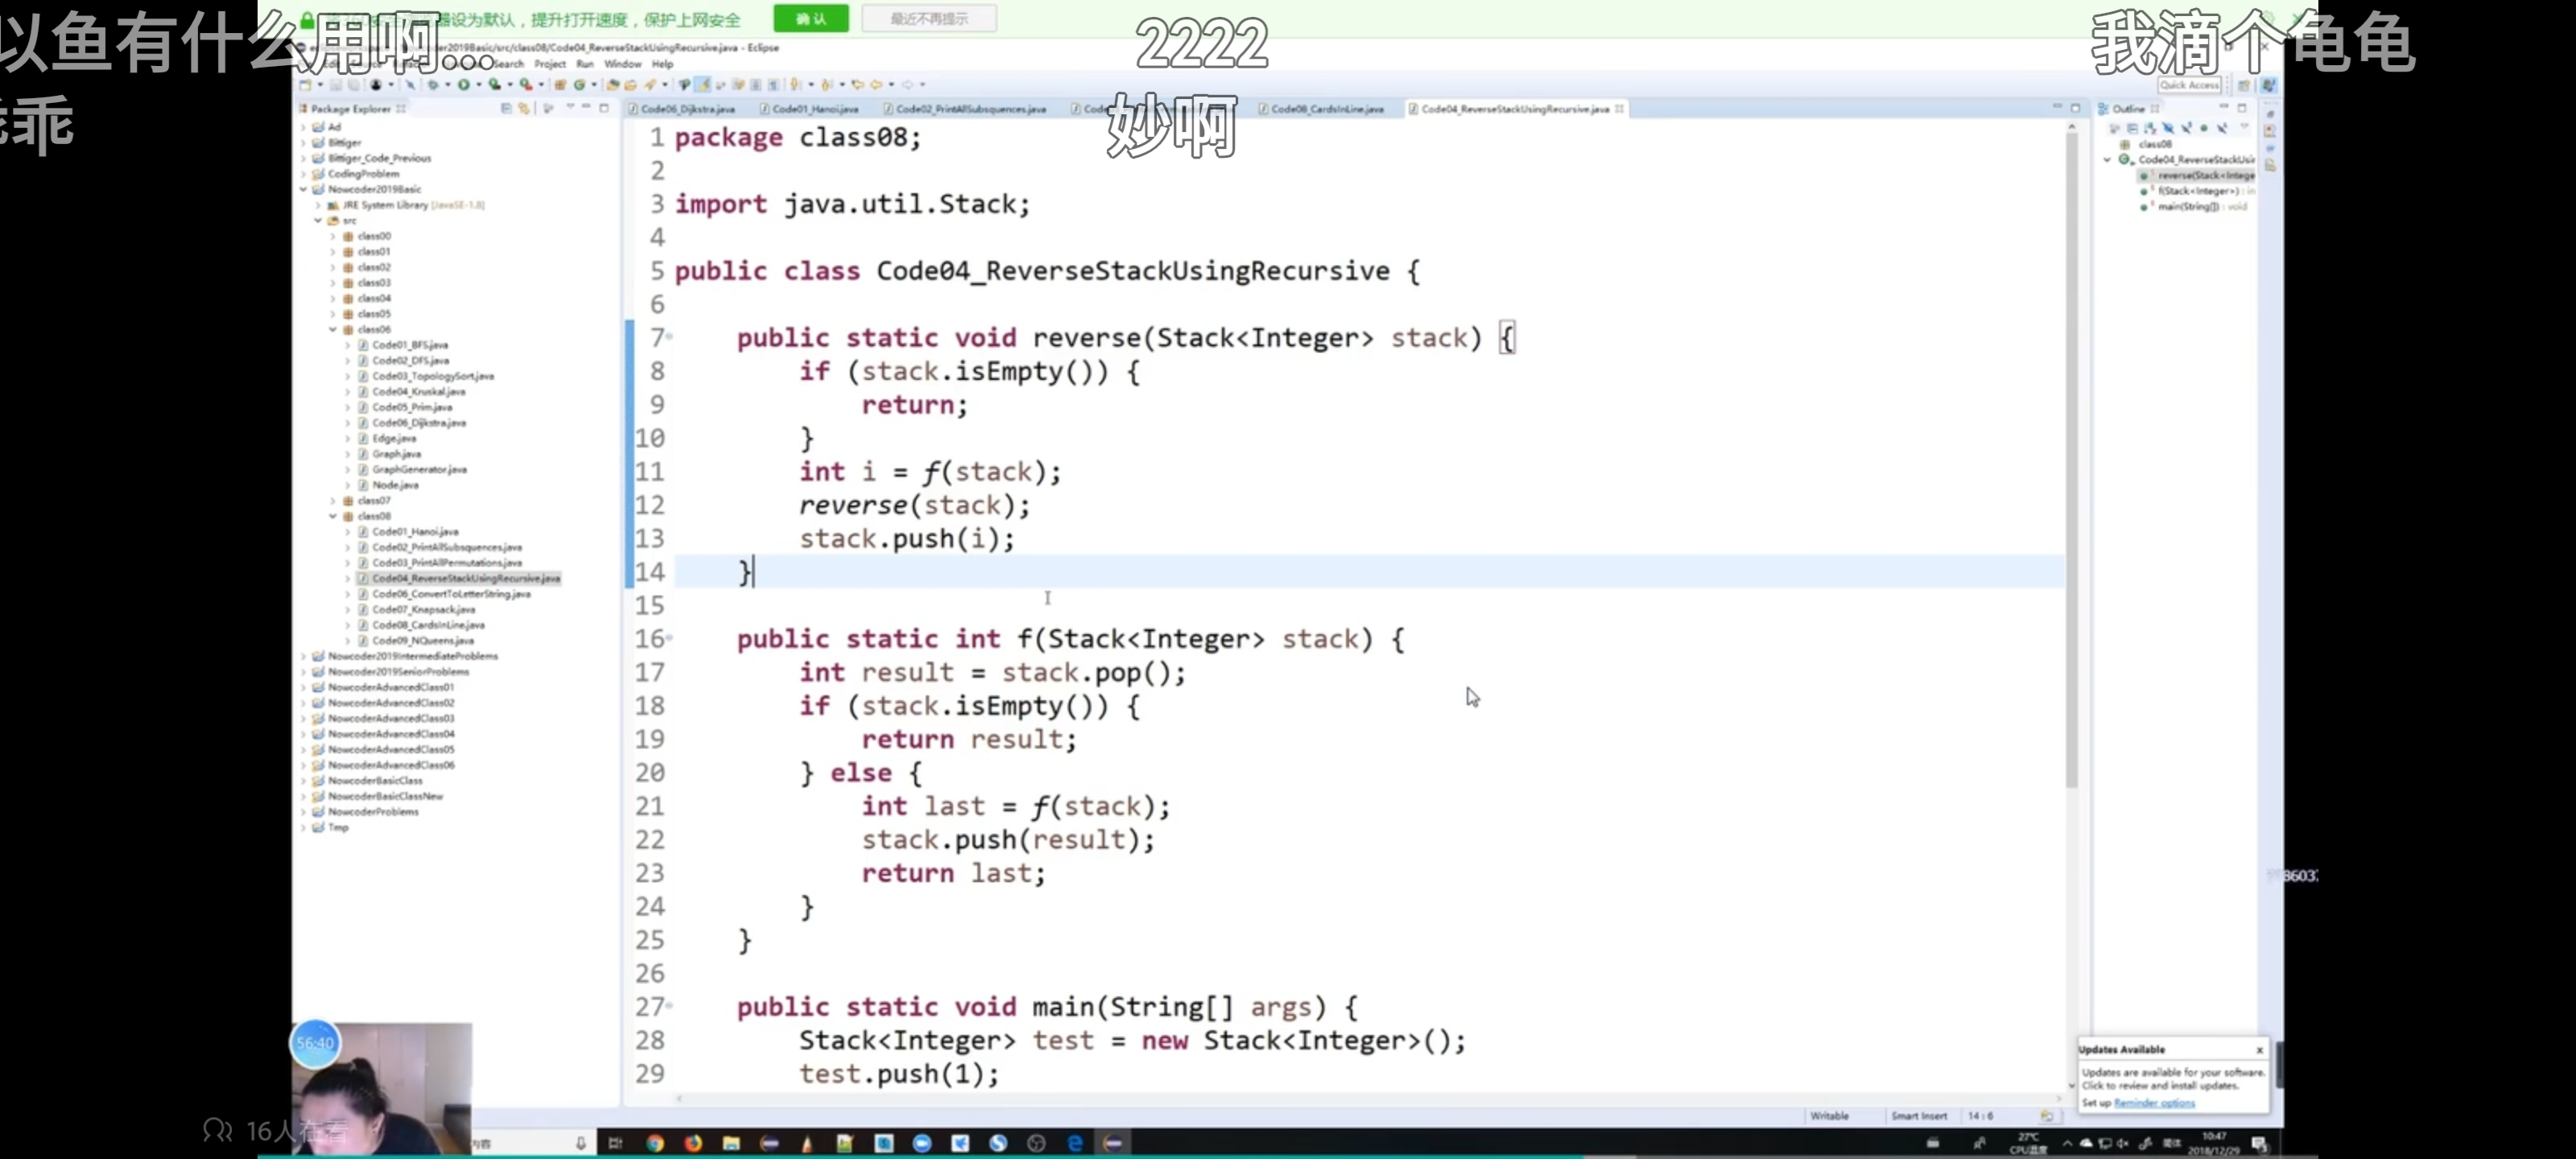 设为默认，提升打开速度，保护上网安全
确认
最近不再提示
以鱼有什么用啊...
2222
我滴个龟龟
乖
妙啊
Code04_ReverseStackUsingRecursive.java - Eclipse
Search Project Run Window Help
Quick Access
Package Explorer
Code06_Dijkstra.java
Code01_Hanoi.java
Code02_PrintAllSubsquences.java
Code08_CardsInLine.java
Code04_ReverseStackUsingRecursive.java
Outline
Ad
Bittiger
Bittiger_Code_Previous
CodingProblem
Nowcoder2019Basic
JRE System Library [JavaSE-1.8]
src
class00
class01
class02
class03
class04
class05
class06
Code01_BFS.java
Code02_DFS.java
Code03_TopologySort.java
Code04_Kruskal.java
Code05_Prim.java
Code06_Dijkstra.java
Edge.java
Graph.java
GraphGenerator.java
Node.java
class07
class08
Code01_Hanoi.java
Code02_PrintAllSubsquences.java
Code03_PrintAllPermutations.java
Code04_ReverseStackUsingRecursive.java
Code06_ConvertToLetterString.java
Code07_Knapsack.java
Code08_CardsInLine.java
Code09_NQueens.java
Nowcoder2019IntermediateProblems
Nowcoder2019SeniorProblems
NowcoderAdvancedClass01
NowcoderAdvancedClass02
NowcoderAdvancedClass03
NowcoderAdvancedClass04
NowcoderAdvancedClass05
NowcoderAdvancedClass06
NowcoderBasicClass
NowcoderBasicClassNew
NowcoderProblems
Tmp
1 package class08;
2
3 import java.util.Stack;
4
5 public class Code04_ReverseStackUsingRecursive {
6
7 public static void reverse(Stack<Integer> stack) {
8 if (stack.isEmpty()) {
9 return;
10 }
11 int i = f(stack);
12 reverse(stack);
13 stack.push(i);
14 }
15
16 public static int f(Stack<Integer> stack) {
17 int result = stack.pop();
18 if (stack.isEmpty()) {
19 return result;
20 } else {
21 int last = f(stack);
22 stack.push(result);
23 return last;
24 }
25 }
26
27 public static void main(String[] args) {
28 Stack<Integer> test = new Stack<Integer>();
29 test.push(1);
class08
Code04_ReverseStackUsir
reverse(Stack<Intege
f(Stack<Integer>) : in
main(String[]) : void
8603
Updates Available
Updates are available for your software.
Click to review and install updates.
Set up Reminder options
Writable
Smart Insert
14 : 6
56:40
16人在看
内容
27℃
CPU温度
10:47
2018/12/29